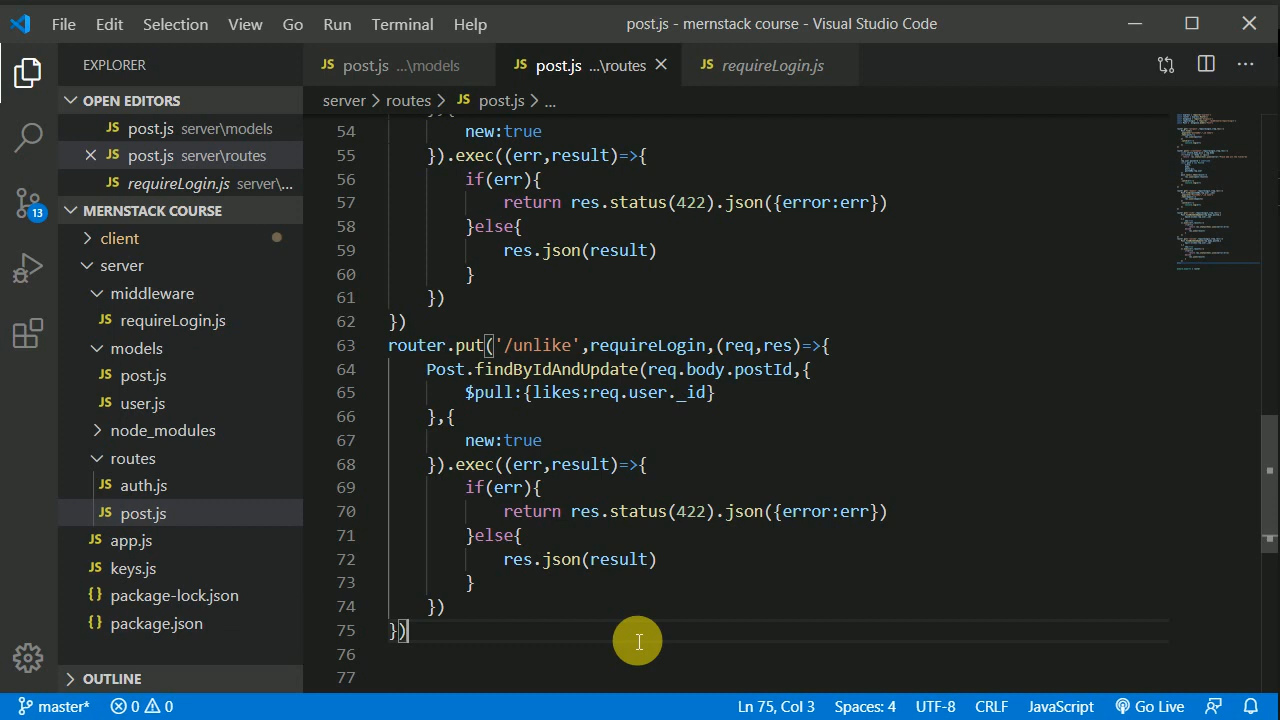 File Edit Selection View Go Run Terminal Help post.js - mernstack course - Visual Studio Code
EXPLORER
OPEN EDITORS
JS post.js server\models
JS post.js server\routes
JS requireLogin.js server\...
MERNSTACK COURSE
client
server
middleware
JS requireLogin.js
models
JS post.js
JS user.js
node_modules
routes
JS auth.js
JS post.js
JS app.js
JS keys.js
{} package-lock.json
{} package.json
OUTLINE
13
JS post.js ...\models JS post.js ...\routes JS requireLogin.js
server > routes > JS post.js > ...
54 new:true
55 }).exec((err,result)=>{
56 if(err){
57 return res.status(422).json({error:err})
58 }else{
59 res.json(result)
60 }
61 })
62 })
63 router.put('/unlike',requireLogin,(req,res)=>{
64 Post.findByIdAndUpdate(req.body.postId,{
65 $pull:{likes:req.user._id}
66 },{
67 new:true
68 }).exec((err,result)=>{
69 if(err){
70 return res.status(422).json({error:err})
71 }else{
72 res.json(result)
73 }
74 })
75 })
76
77
master* 0 0 Ln 75, Col 3 Spaces: 4 UTF-8 CRLF JavaScript Go Live